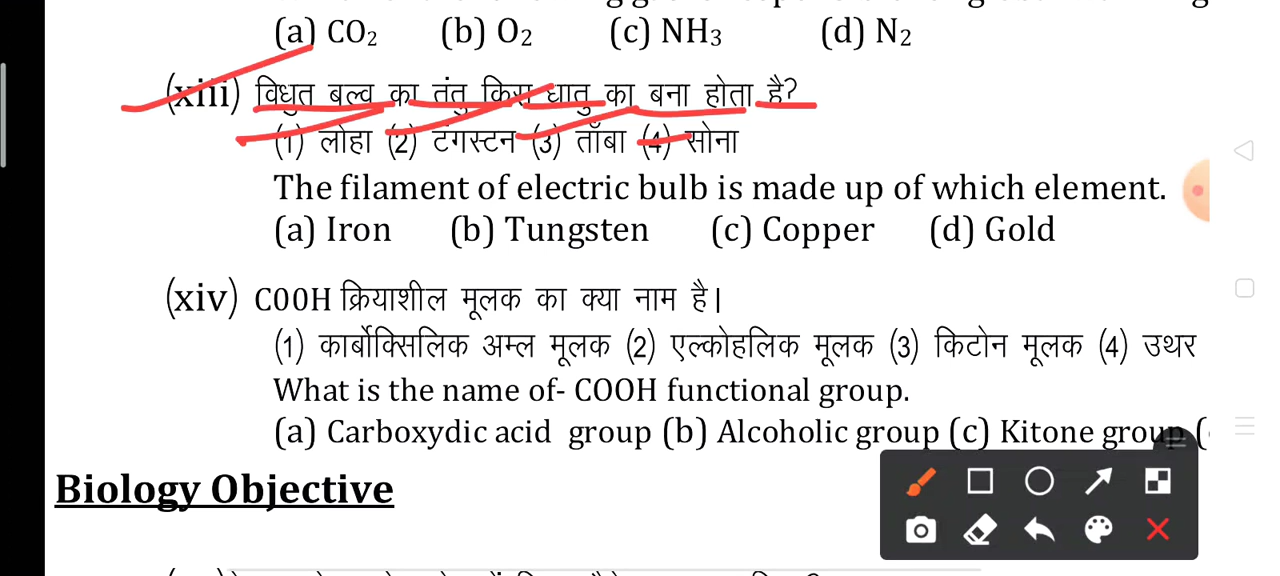 (a) CO2 (b) O2 (c) NH3 (d) N2
(xiii) विधुत बल्व का तंतु किस धातु का बना होता है?
(1) लोहा (2) टंगस्टन (3) ताँबा (4) सोना
The filament of electric bulb is made up of which element.
(a) Iron (b) Tungsten (c) Copper (d) Gold
(xiv) COOH क्रियाशील मूलक का क्या नाम है।
(1) कार्बोक्सिलिक अम्ल मूलक (2) एल्कोहलिक मूलक (3) किटोन मूलक (4) उथर
What is the name of- COOH functional group.
(a) Carboxydic acid group (b) Alcoholic group (c) Kitone group
Biology Objective